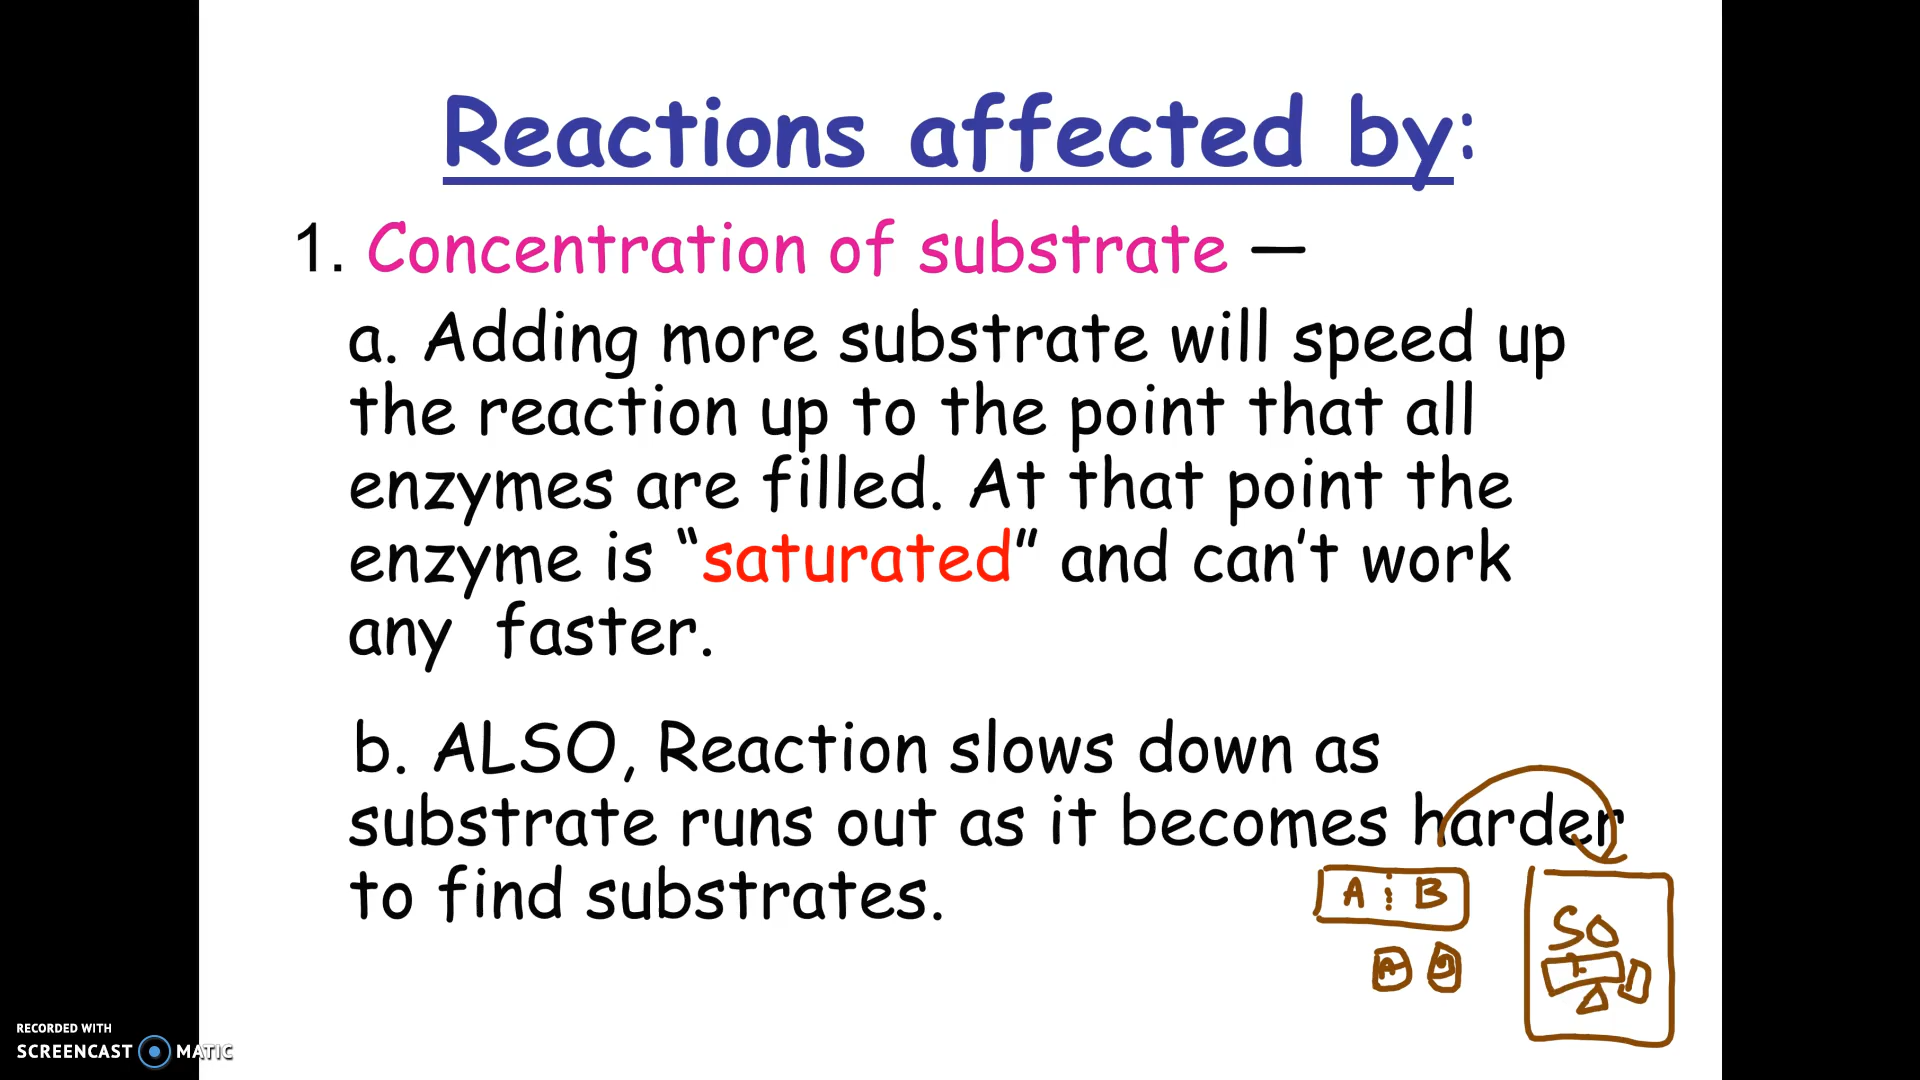 Reactions affected by:
1. Concentration of substrate —
a. Adding more substrate will speed up
the reaction up to the point that all
enzymes are filled. At that point the
enzyme is “saturated” and can’t work
any  faster.
b. ALSO, Reaction slows down as
substrate runs out as it becomes harder
to find substrates.
A B
A
RECORDED WITH
SCREENCAST MATIC